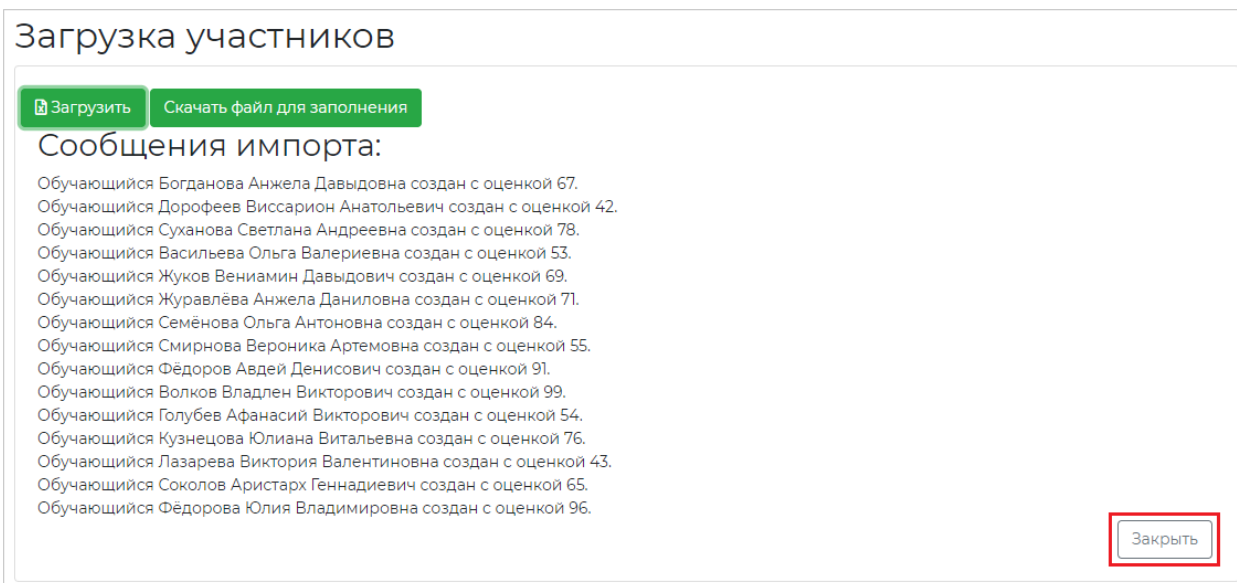 Загрузка участников
Загрузить Скачать файл для заполнения
Сообщения импорта:
Обучающийся Богданова Анжела Давыдовна создан с оценкой 67.
Обучающийся Дорофеев Виссарион Анатольевич создан с оценкой 42.
Обучающийся Суханова Светлана Андреевна создан с оценкой 78.
Обучающийся Васильева Ольга Валериевна создан с оценкой 53.
Обучающийся Жуков Вениамин Давыдович создан с оценкой 69.
Обучающийся Журавлёва Анжела Даниловна создан с оценкой 71.
Обучающийся Семёнова Ольга Антоновна создан с оценкой 84.
Обучающийся Смирнова Вероника Артемовна создан с оценкой 55.
Обучающийся Фёдоров Авдей Денисович создан с оценкой 91.
Обучающийся Волков Владлен Викторович создан с оценкой 99.
Обучающийся Голубев Афанасий Викторович создан с оценкой 54.
Обучающийся Кузнецова Юлиана Витальевна создан с оценкой 76.
Обучающийся Лазарева Виктория Валентиновна создан с оценкой 43.
Обучающийся Соколов Аристарх Геннадиевич создан с оценкой 65.
Обучающийся Фёдорова Юлия Владимировна создан с оценкой 96.
Закрыть